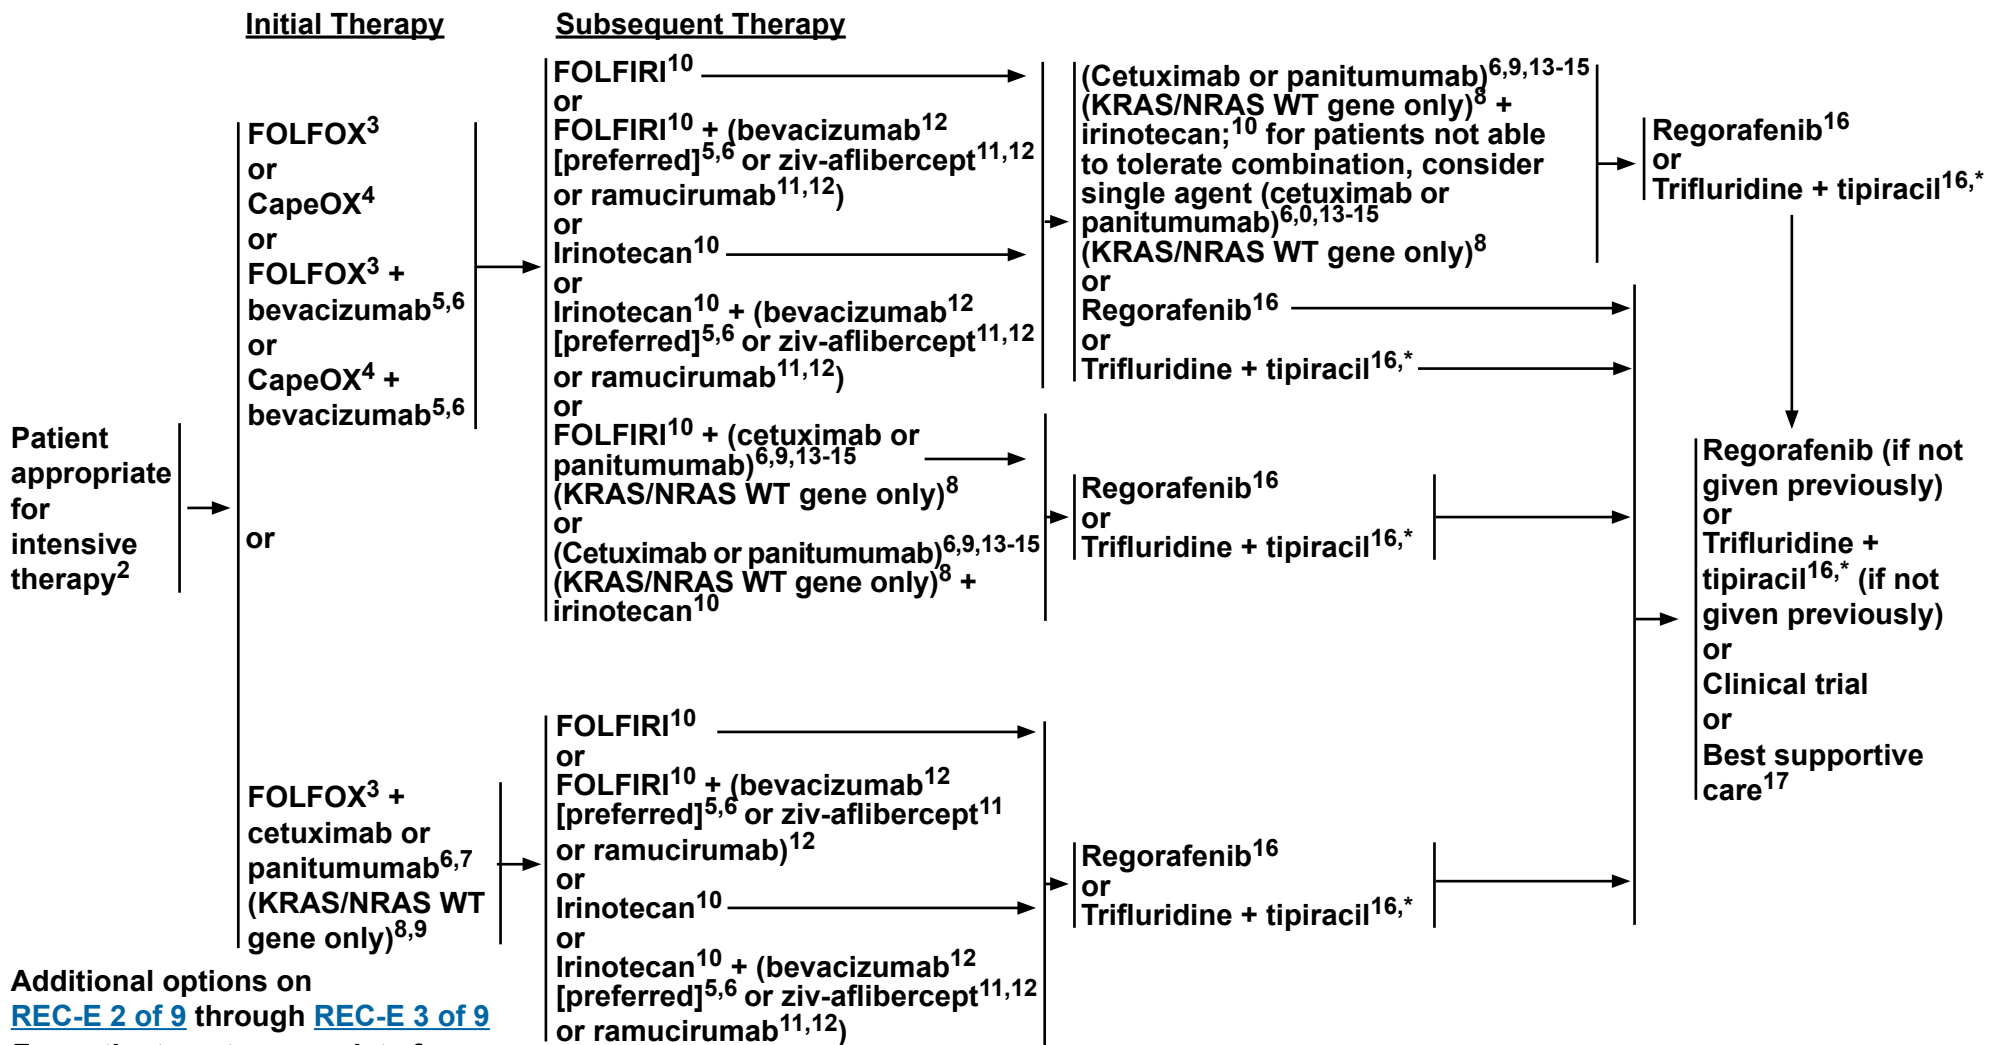 Initial Therapy
Subsequent Therapy
Patient
appropriate
for
intensive
therapy2
FOLFOX3
or
CapeOX4
or
FOLFOX3 +
bevacizumab5,6
or
CapeOX4 +
bevacizumab5,6
or
FOLFOX3 +
cetuximab or
panitumumab6,7
(KRAS/NRAS WT
gene only)8,9
FOLFIRI10
or
FOLFIRI10 + (bevacizumab12
[preferred]5,6 or ziv-aflibercept11,12
or ramucirumab11,12)
or
Irinotecan10
or
Irinotecan10 + (bevacizumab12
[preferred]5,6 or ziv-aflibercept11,12
or ramucirumab11,12)
or
FOLFIRI10 + (cetuximab or
panitumumab)6,9,13-15
(KRAS/NRAS WT gene only)8
or
(Cetuximab or panitumumab)6,9,13-15
(KRAS/NRAS WT gene only)8 +
irinotecan10
(Cetuximab or panitumumab)6,9,13-15
(KRAS/NRAS WT gene only)8 +
irinotecan;10 for patients not able
to tolerate combination, consider
single agent (cetuximab or
panitumumab)6,0,13-15
(KRAS/NRAS WT gene only)8
or
Regorafenib16
or
Trifluridine + tipiracil16,*
Regorafenib16
or
Trifluridine + tipiracil16,*
Regorafenib16
or
Trifluridine + tipiracil16,*
FOLFIRI10
or
FOLFIRI10 + (bevacizumab12
[preferred]5,6 or ziv-aflibercept11
or ramucirumab)12
or
Irinotecan10
or
Irinotecan10 + (bevacizumab12
[preferred]5,6 or ziv-aflibercept11,12
or ramucirumab11,12)
Regorafenib16
or
Trifluridine + tipiracil16,*
Regorafenib (if not
given previously)
or
Trifluridine +
tipiracil16,* (if not
given previously)
or
Clinical trial
or
Best supportive
care17
Additional options on
REC-E 2 of 9 through REC-E 3 of 9